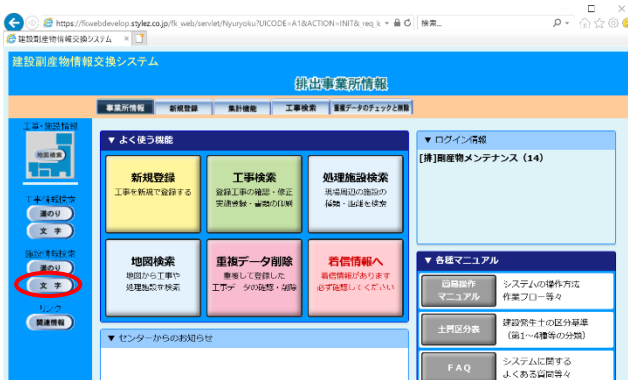 https://fkwebdevelop.stylez.co.jp/fk_web/servlet/Nyuryoku?UICODE=A1&ACTION=INIT&_req_k
検索...
建設副産物情報交換システム
建設副産物情報交換システム
排出事業所情報
事業所情報 新規登録 集計機能 工事検索 重複データのチェックと削除
工事・施設情報
地図検索
工事情報検索
道のり
文 字
施設情報検索
道のり
文 字
リンク
関連情報
▼ よく使う機能
新規登録
工事を新規で登録する
工事検索
登録工事の確認・修正
実施登録・書類の印刷
処理施設検索
現場周辺の施設の
種類・距離を検索
地図検索
地図から工事や
処理施設を検索
重複データ削除
重複して登録した
工事データの確認・削除
着信情報へ
着信情報があります
必ず確認してください
▼ センターからのお知らせ
▼ ログイン情報
[排]副産物メンテナンス（14）
▼ 各種マニュアル
簡易操作
マニュアル
システムの操作方法
作業フロー等々
土質区分表
建設発生土の区分基準
（第1～4種等の分類）
FAQ
システムに関する
よくある質問等々